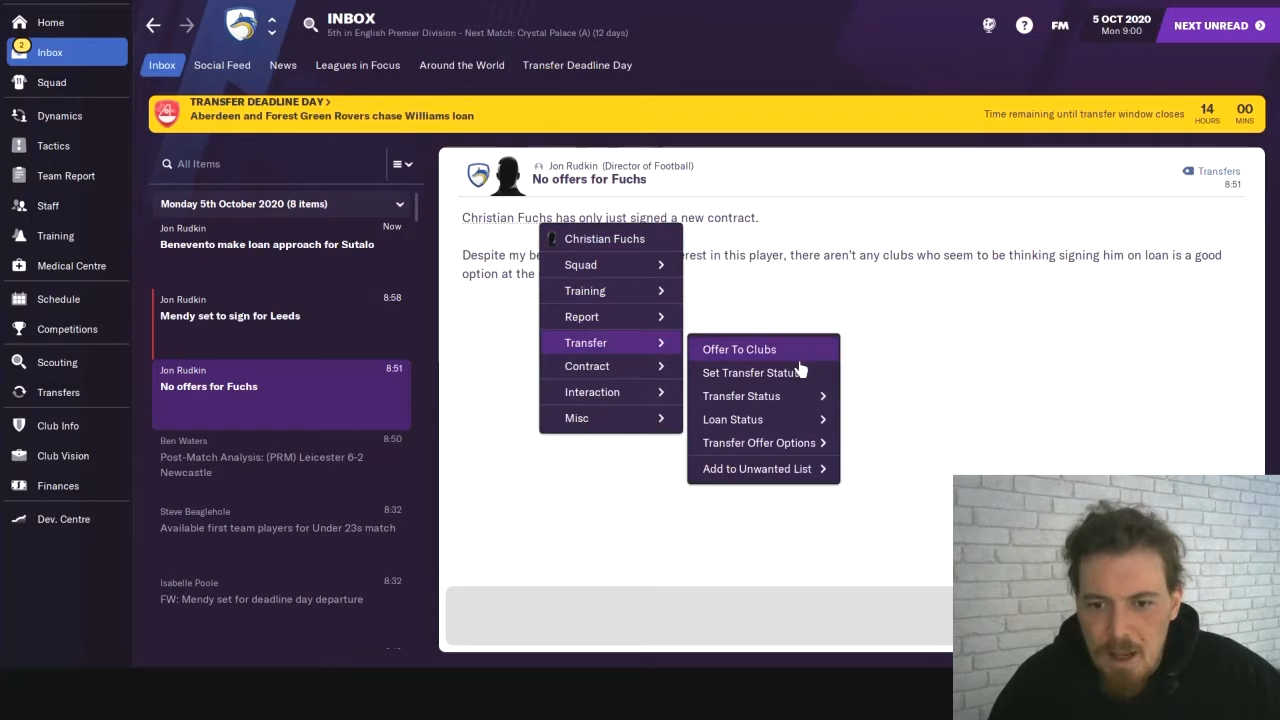 Home
2
Inbox
Squad
Dynamics
Tactics
Team Report
Staff
Training
Medical Centre
Schedule
Competitions
Scouting
Transfers
Club Info
Club Vision
Finances
Dev. Centre
INBOX
5th in English Premier Division - Next Match: Crystal Palace (A) (12 days)
?
FM
5 OCT 2020
Mon 9:00
NEXT UNREAD
Inbox
Social Feed
News
Leagues in Focus
Around the World
Transfer Deadline Day
TRANSFER DEADLINE DAY >
Aberdeen and Forest Green Rovers chase Williams loan
Time remaining until transfer window closes
14
HOURS
00
MINS
All Items
Monday 5th October 2020 (8 items)
Jon Rudkin
Now
Benevento make loan approach for Sutalo
Jon Rudkin
8:58
Mendy set to sign for Leeds
Jon Rudkin
8:51
No offers for Fuchs
Ben Waters
8:50
Post-Match Analysis: (PRM) Leicester 6-2
Newcastle
Steve Beaglehole
8:32
Available first team players for Under 23s match
Isabelle Poole
8:32
FW: Mendy set for deadline day departure
Jon Rudkin (Director of Football)
No offers for Fuchs
Transfers
8:51
Christian Fuchs has only just signed a new contract.
Despite my be
erest in this player, there aren't any clubs who seem to be thinking signing him on loan is a good
option at the
Christian Fuchs
Squad
Training
Report
Transfer
Contract
Interaction
Misc
Offer To Clubs
Set Transfer Status
Transfer Status
Loan Status
Transfer Offer Options
Add to Unwanted List